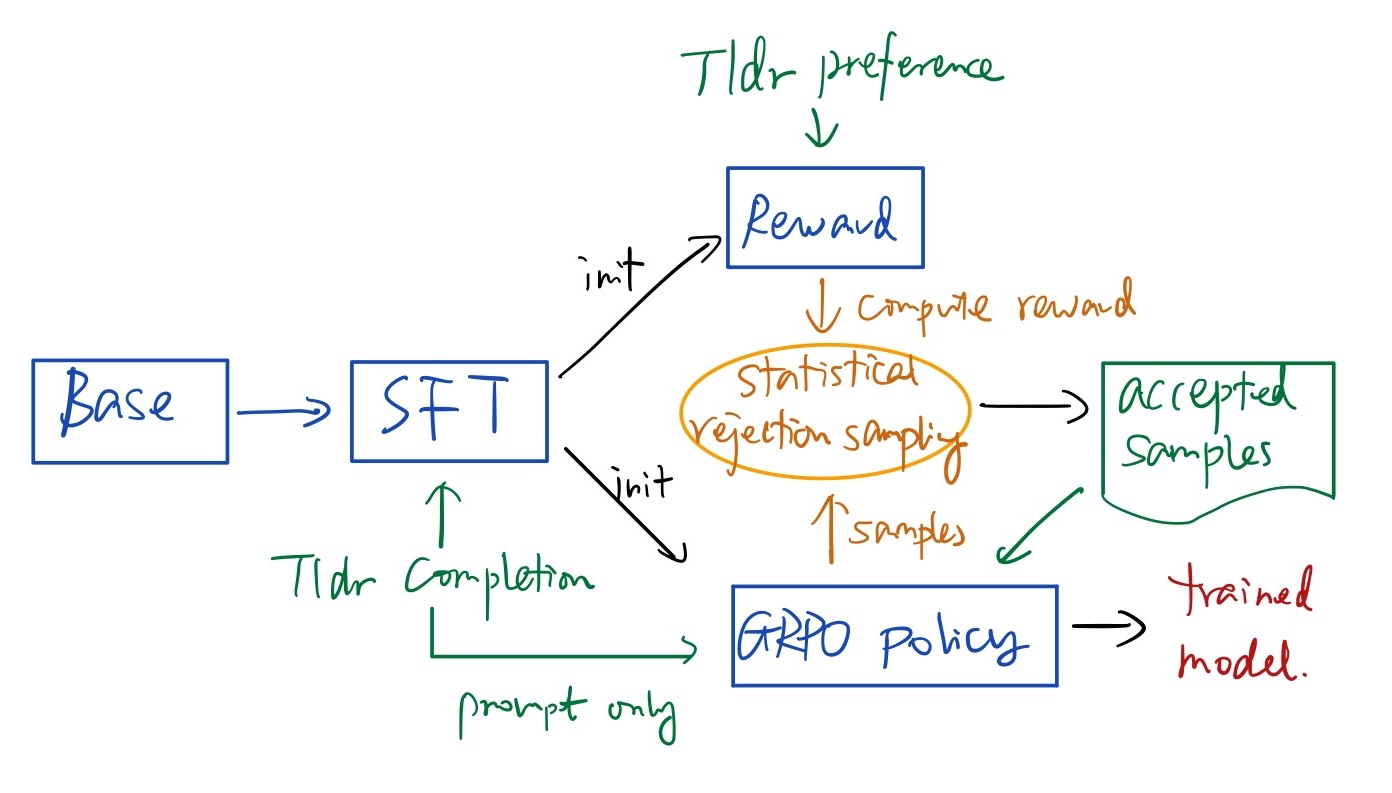 Tldr preference
Reward
init
compute reward
Base
SFT
statistical
rejection sampling
accepted
samples
init
samples
Tldr Completion
GRPO policy
trained
model.
prompt only